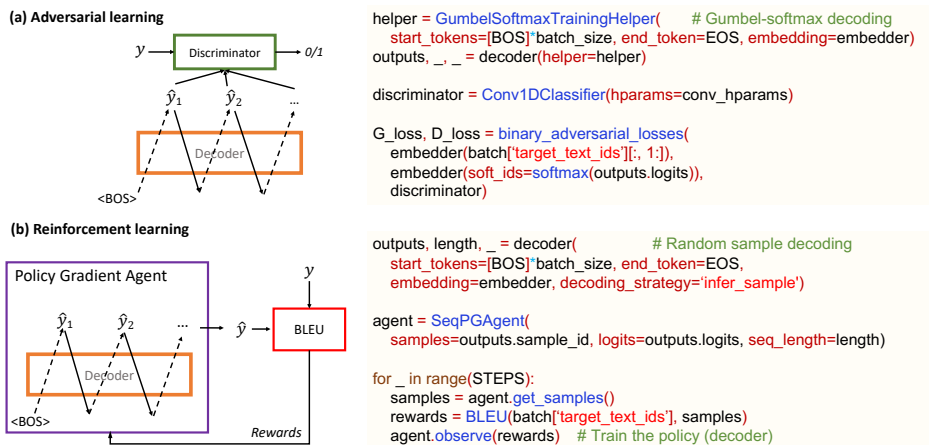 (a) Adversarial learning
y
Discriminator
0/1
ŷ1
ŷ2
...
Decoder
<BOS>
helper = GumbelSoftmaxTrainingHelper( # Gumbel-softmax decoding
start_tokens=[BOS]*batch_size, end_token=EOS, embedding=embedder)
outputs, _, _ = decoder(helper=helper)
discriminator = Conv1DClassifier(hparams=conv_hparams)
G_loss, D_loss = binary_adversarial_losses(
embedder(batch['target_text_ids'][:, 1:]),
embedder(soft_ids=softmax(outputs.logits)),
discriminator)
(b) Reinforcement learning
Policy Gradient Agent
ŷ1
ŷ2
...
Decoder
<BOS>
ŷ
y
BLEU
Rewards
outputs, length, _ = decoder( # Random sample decoding
start_tokens=[BOS]*batch_size, end_token=EOS,
embedding=embedder, decoding_strategy='infer_sample')
agent = SeqPGAgent(
samples=outputs.sample_id, logits=outputs.logits, seq_length=length)
for _ in range(STEPS):
samples = agent.get_samples()
rewards = BLEU(batch['target_text_ids'], samples)
agent.observe(rewards) # Train the policy (decoder)